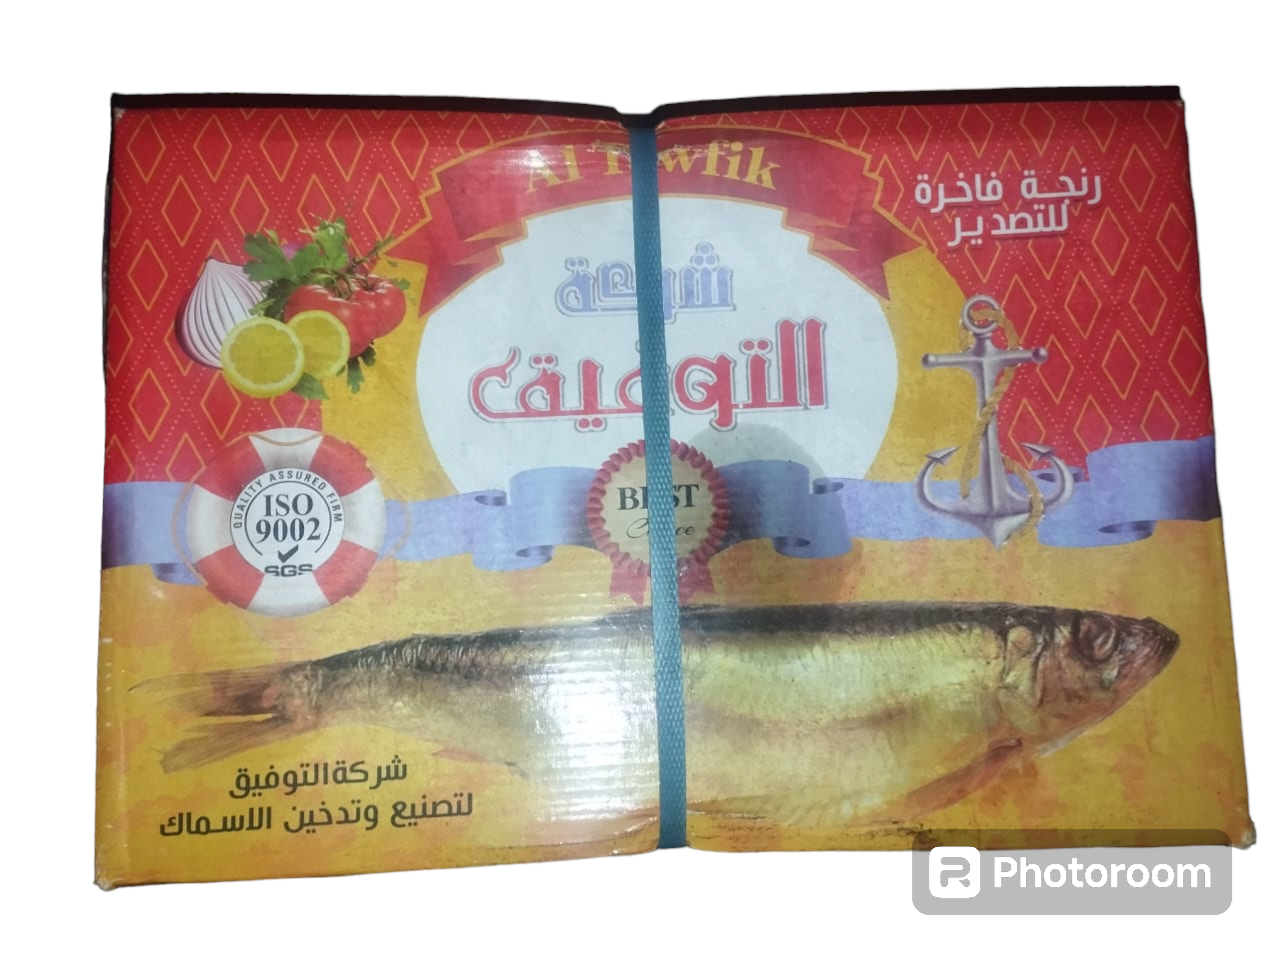 Al Tawfik
رنجة فاخرة
للتصدير
شركة
التوفيق
QUALITY ASSURED FIRM
ISO
9002
SGS
BEST
Choice
شركة التوفيق
لتصنيع وتدخين الاسماك
Photoroom